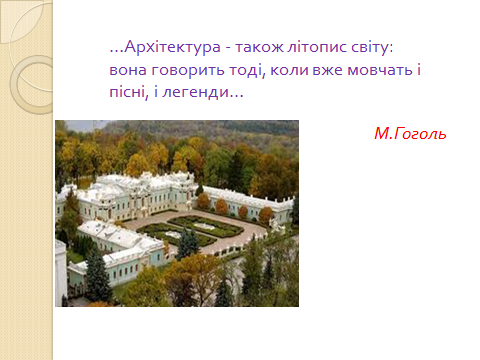 …Архітектура - також літопис світу:
вона говорить тоді, коли вже мовчать і
пісні, і легенди…
М.Гоголь